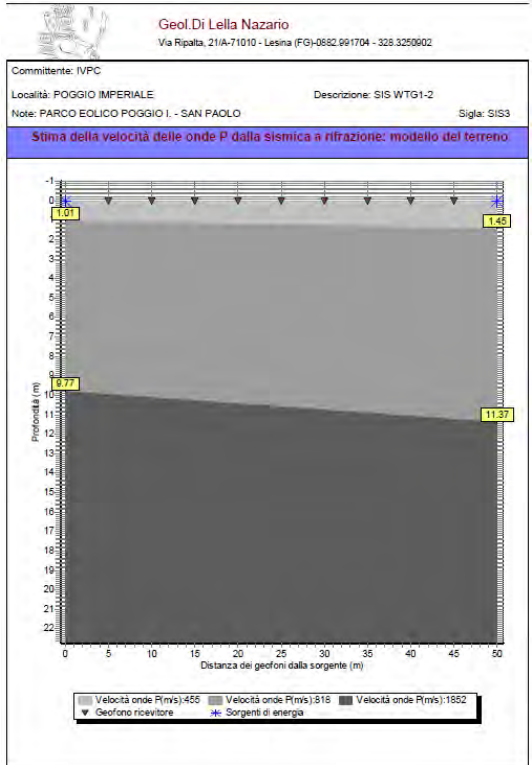 Geol.Di Lella Nazario
Via Ripalta, 21/A-71010 - Lesina (FG)-0882.991704 - 328.3250902
Committente: IVPC
Località: POGGIO IMPERIALE
Descrizione: SIS WTG1-2
Note: PARCO EOLICO POGGIO I. - SAN PAOLO
Sigla: SIS3
Stima della velocità delle onde P dalla sismica a rifrazione: modello del terreno
-1
0
1.01
1.45
2
3
4
5
6
7
8
9
9.77
10
11.37
11
12
13
14
15
16
17
18
19
20
21
22
Profondità (m)
0 5 10 15 20 25 30 35 40 45 50
Distanza dei geofoni dalla sorgente (m)
Velocità onde P(m/s):455 Velocità onde P(m/s):818 Velocità onde P(m/s):1852
Geofono ricevitore Sorgenti di energia